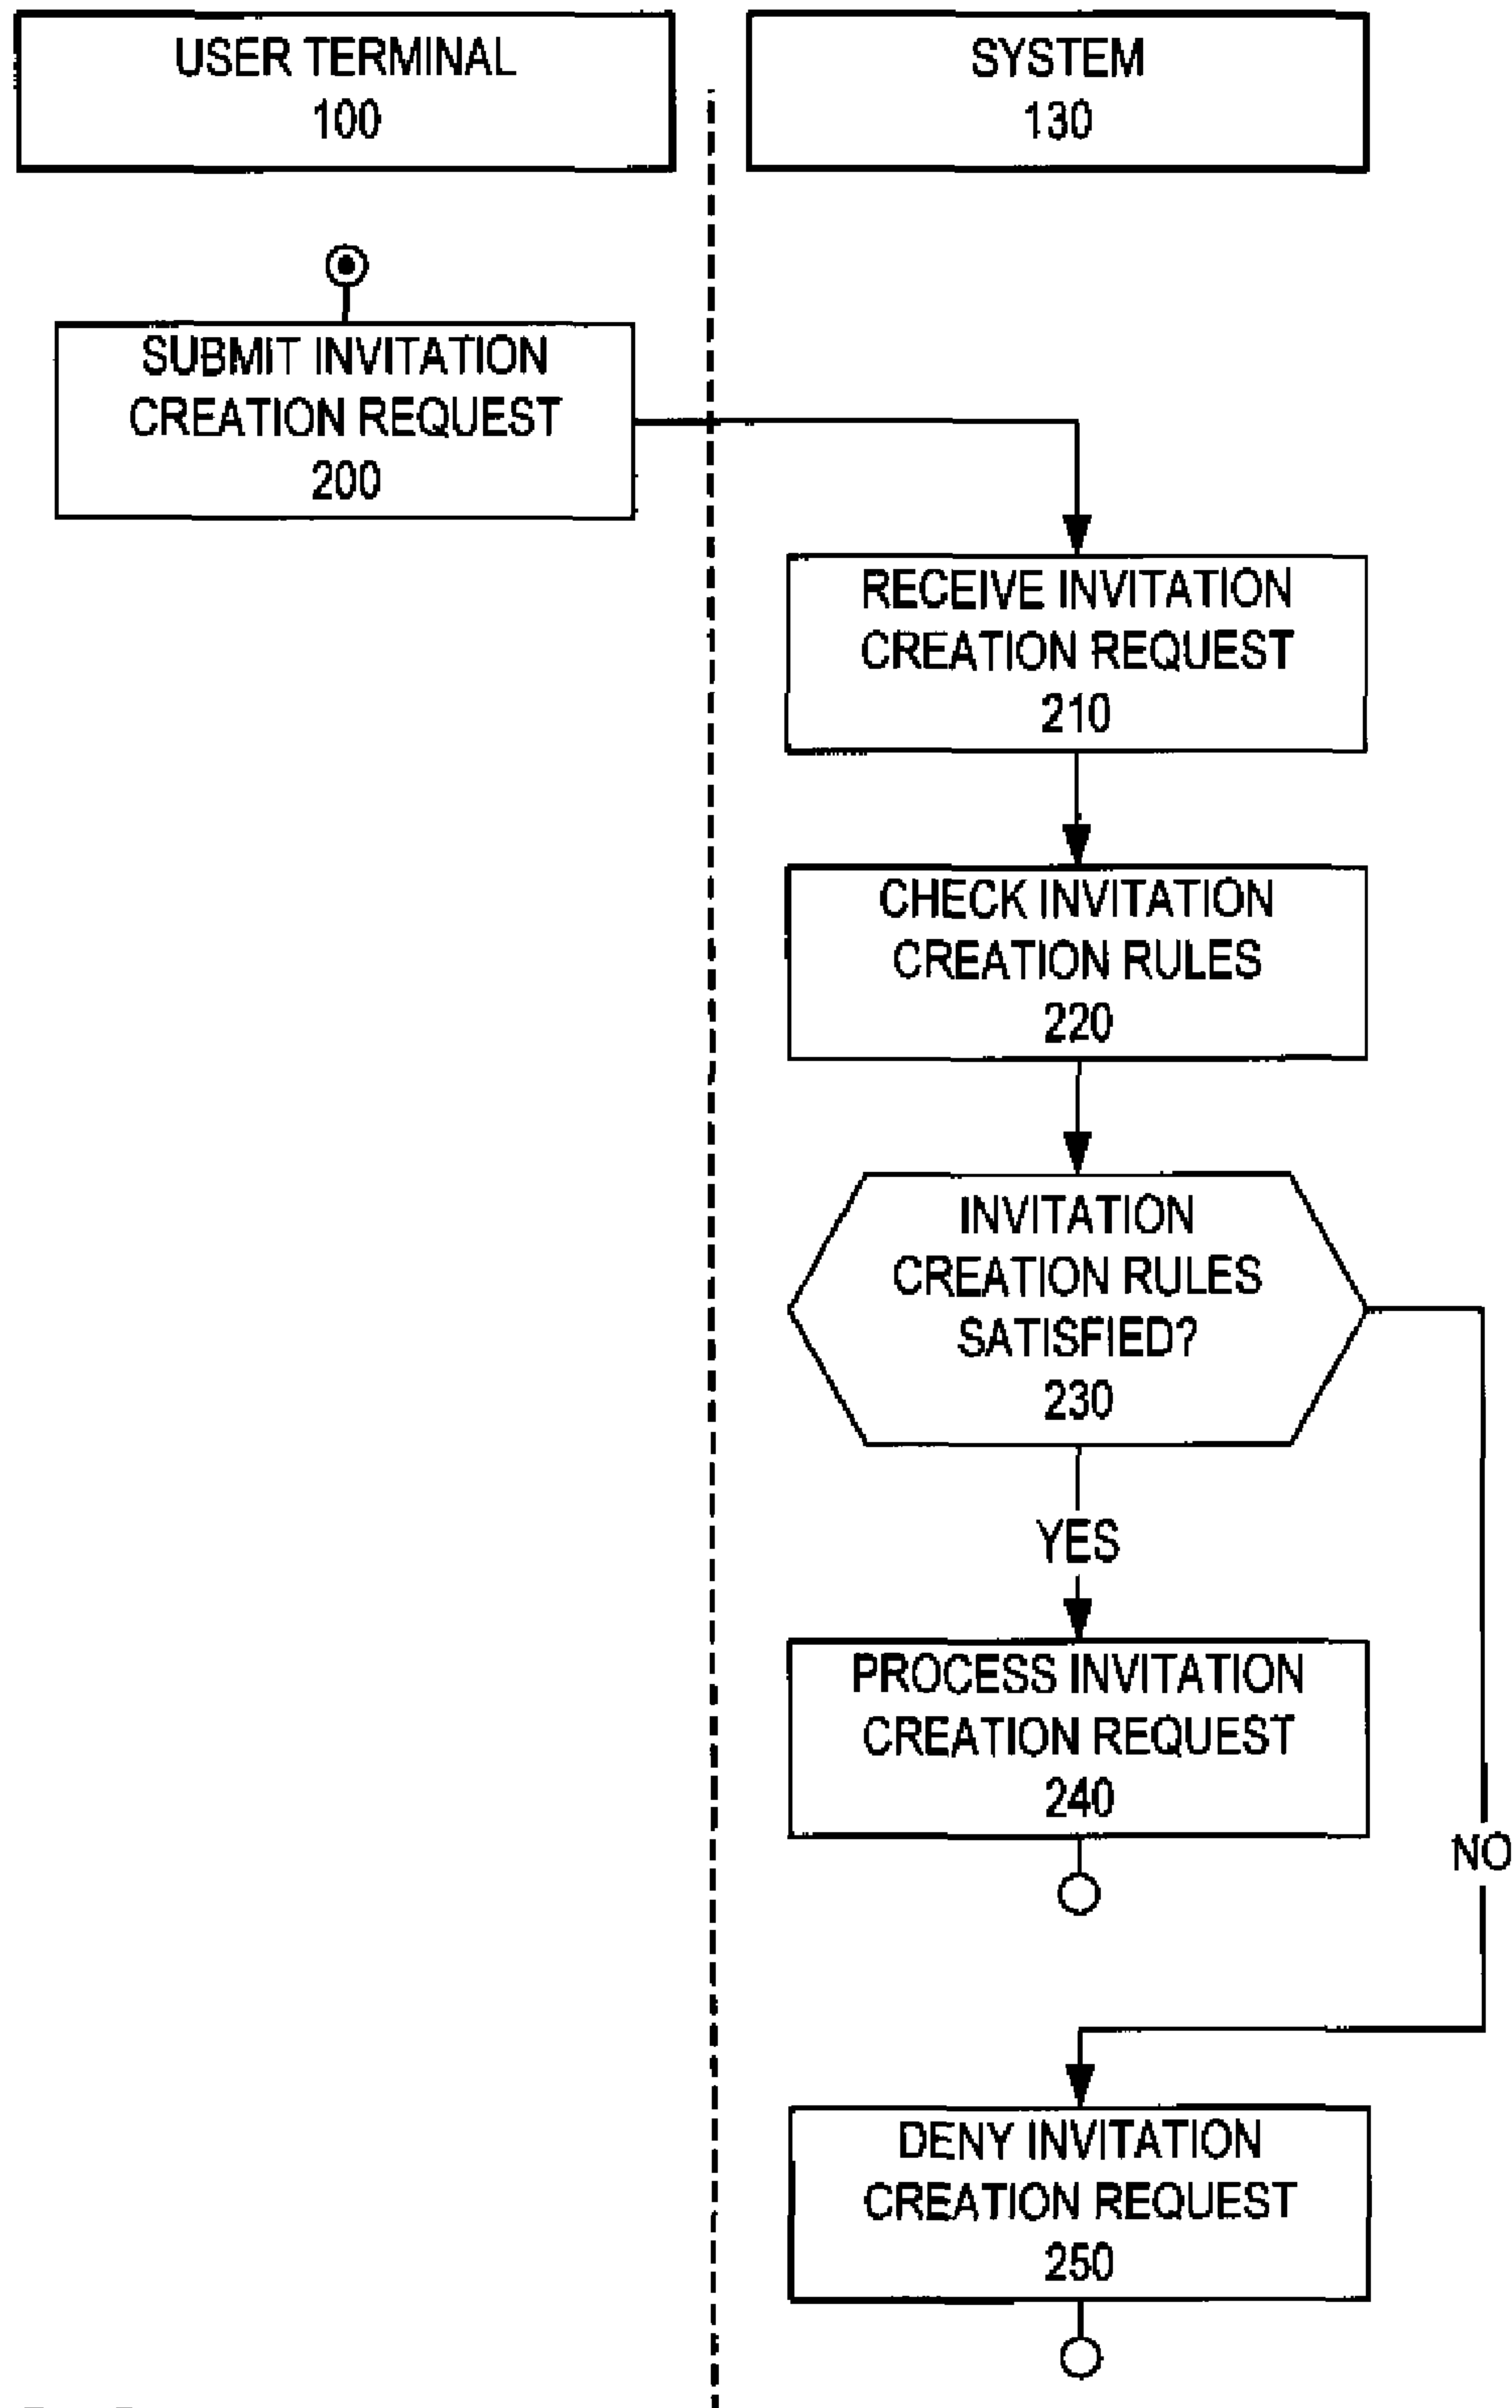 USER TERMINAL
100
SYSTEM
130
SUBMIT INVITATION
CREATION REQUEST
200
RECEIVE INVITATION
CREATION REQUEST
210
CHECK INVITATION
CREATION RULES
220
INVITATION
CREATION RULES
SATISFIED?
230
YES
PROCESS INVITATION
CREATION REQUEST
240
NO
DENY INVITATION
CREATION REQUEST
250